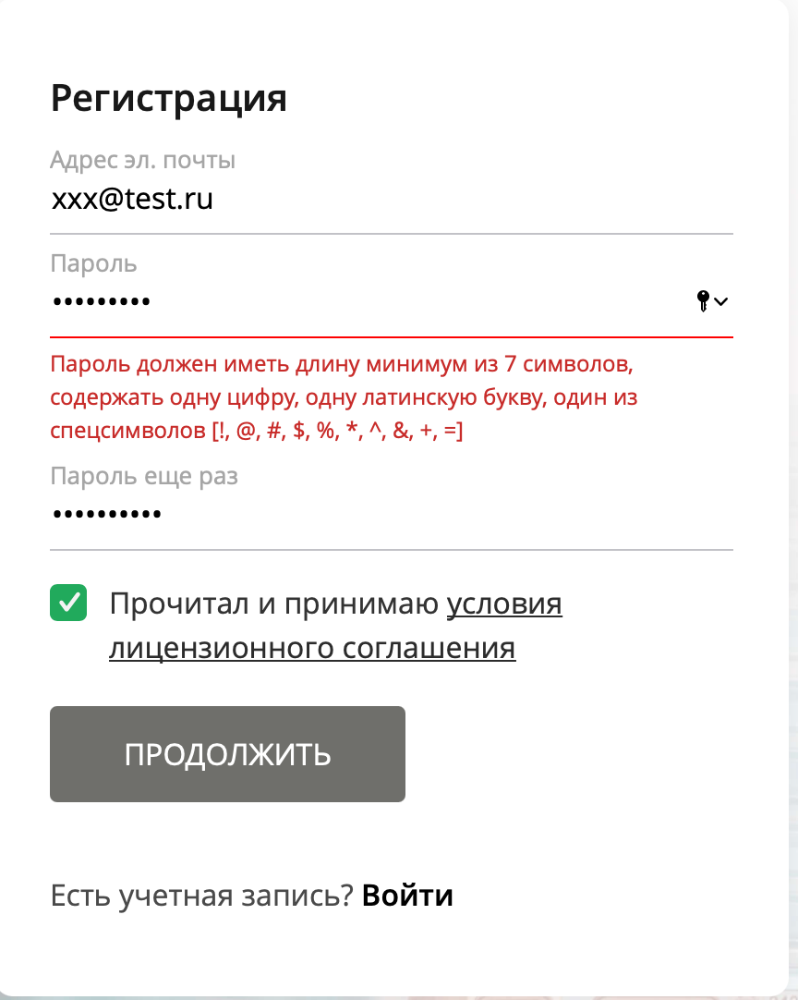 Регистрация
Адрес эл. почты
xxx@test.ru
Пароль
•••••••••
Пароль должен иметь длину минимум из 7 символов,
содержать одну цифру, одну латинскую букву, один из
спецсимволов [!, @, #, $, %, *, ^, &, +, =]
Пароль еще раз
••••••••••
Прочитал и принимаю условия
лицензионного соглашения
ПРОДОЛЖИТЬ
Есть учетная запись? Войти